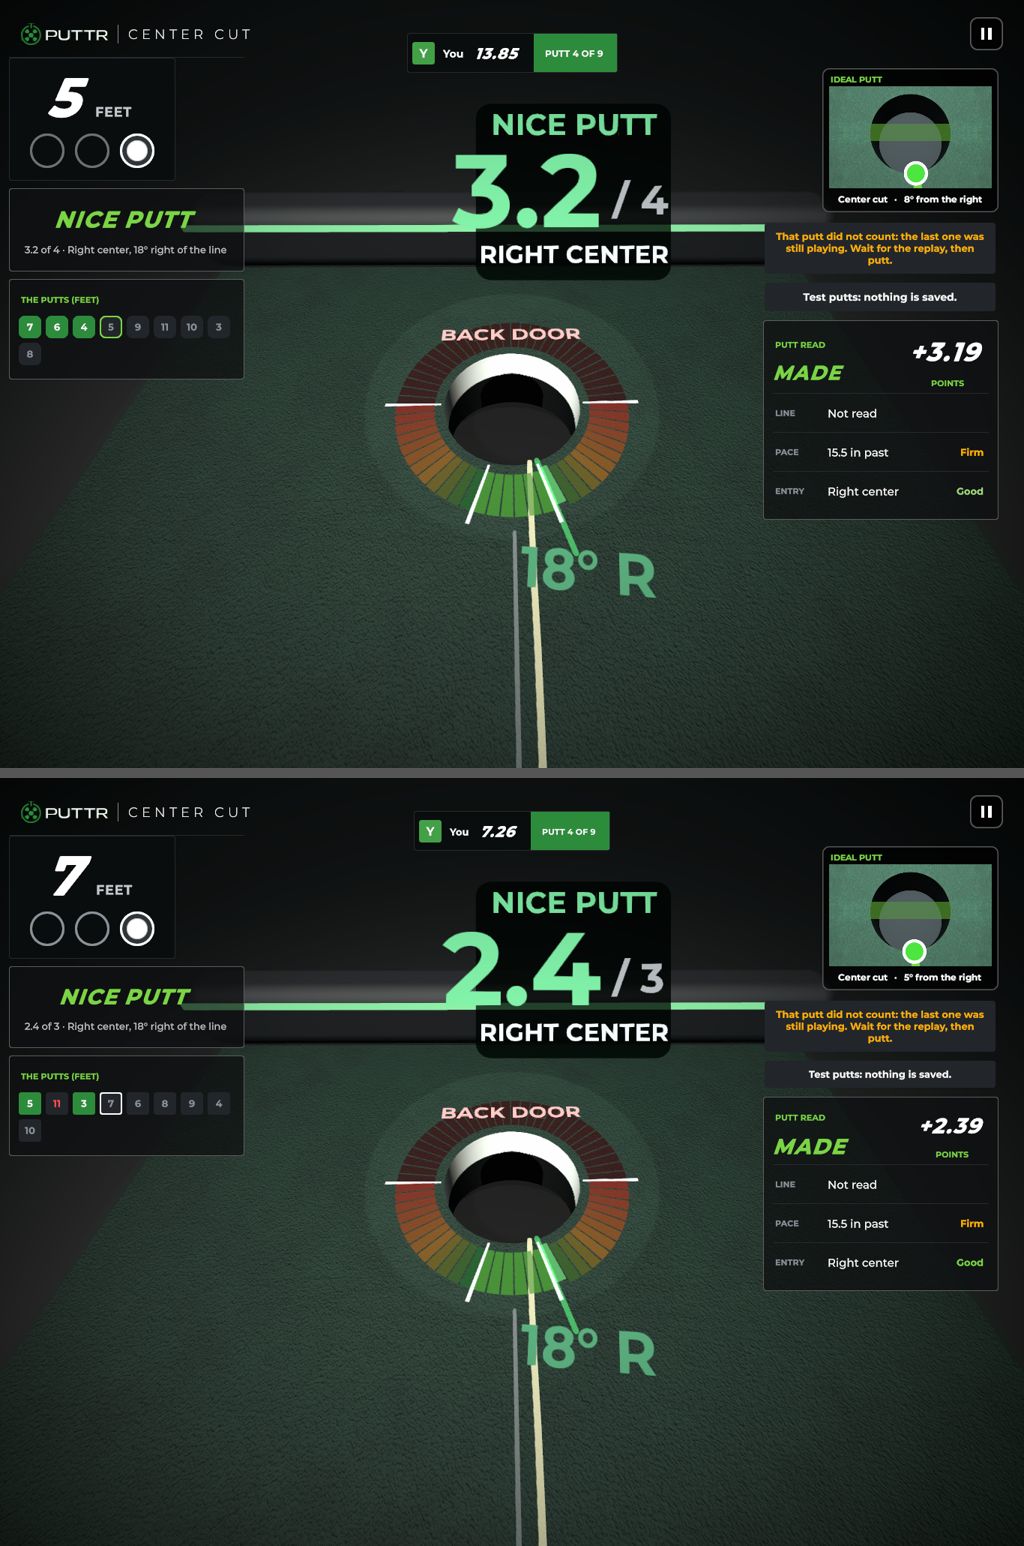 PUTTR | CENTER CUT
Y You 13.85 PUTT 4 OF 9
5 FEET
NICE PUTT
3.2 of 4 · Right center, 18° right of the line
THE PUTTS (FEET)
7 6 4 5 9 11 10 3
8
NICE PUTT
3.2 / 4
RIGHT CENTER
BACK DOOR
18° R
IDEAL PUTT
Center cut · 8° from the right
That putt did not count: the last one was
still playing. Wait for the replay, then
putt.
Test putts: nothing is saved.
PUTT READ
MADE
+3.19
POINTS
LINE Not read
PACE 15.5 in past Firm
ENTRY Right center Good
PUTTR | CENTER CUT
Y You 7.26 PUTT 4 OF 9
7 FEET
NICE PUTT
2.4 of 3 · Right center, 18° right of the line
THE PUTTS (FEET)
5 11 3 7 6 8 9 4
10
NICE PUTT
2.4 / 3
RIGHT CENTER
BACK DOOR
18° R
IDEAL PUTT
Center cut · 5° from the right
That putt did not count: the last one was
still playing. Wait for the replay, then
putt.
Test putts: nothing is saved.
PUTT READ
MADE
+2.39
POINTS
LINE Not read
PACE 15.5 in past Firm
ENTRY Right center Good